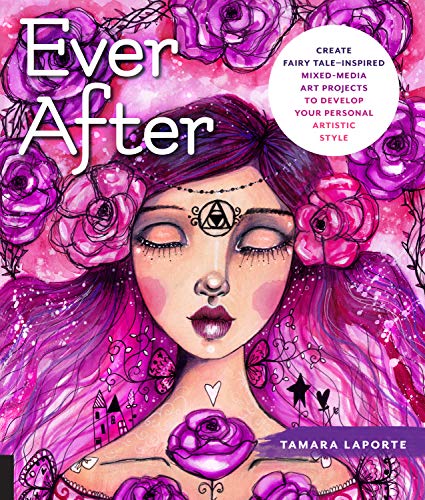 Ever
After
CREATE
FAIRY TALE–INSPIRED
MIXED-MEDIA
ART PROJECTS
TO DEVELOP
YOUR PERSONAL
ARTISTIC
STYLE
TAMARA LAPORTE